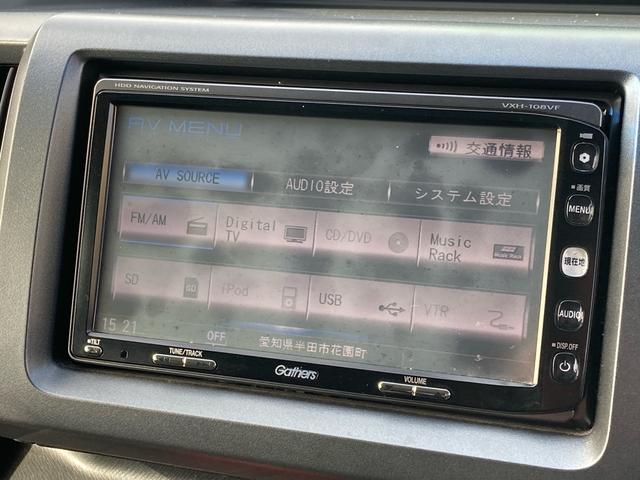 HDD NAVIGATION SYSTEM
VXH-108VF
AV MENU
交通情報
AV SOURCE
AUDIO設定
システム設定
FM/AM
Digital TV
CD/DVD
Music Rack
Music Rack
SD
SD
iPod
USB
VTR
15:21
OFF
愛知県半田市花園町
画質
MENU
現在地
AUDIO
DISP.OFF
TILT
TUNE/TRACK
Gathers
VOLUME